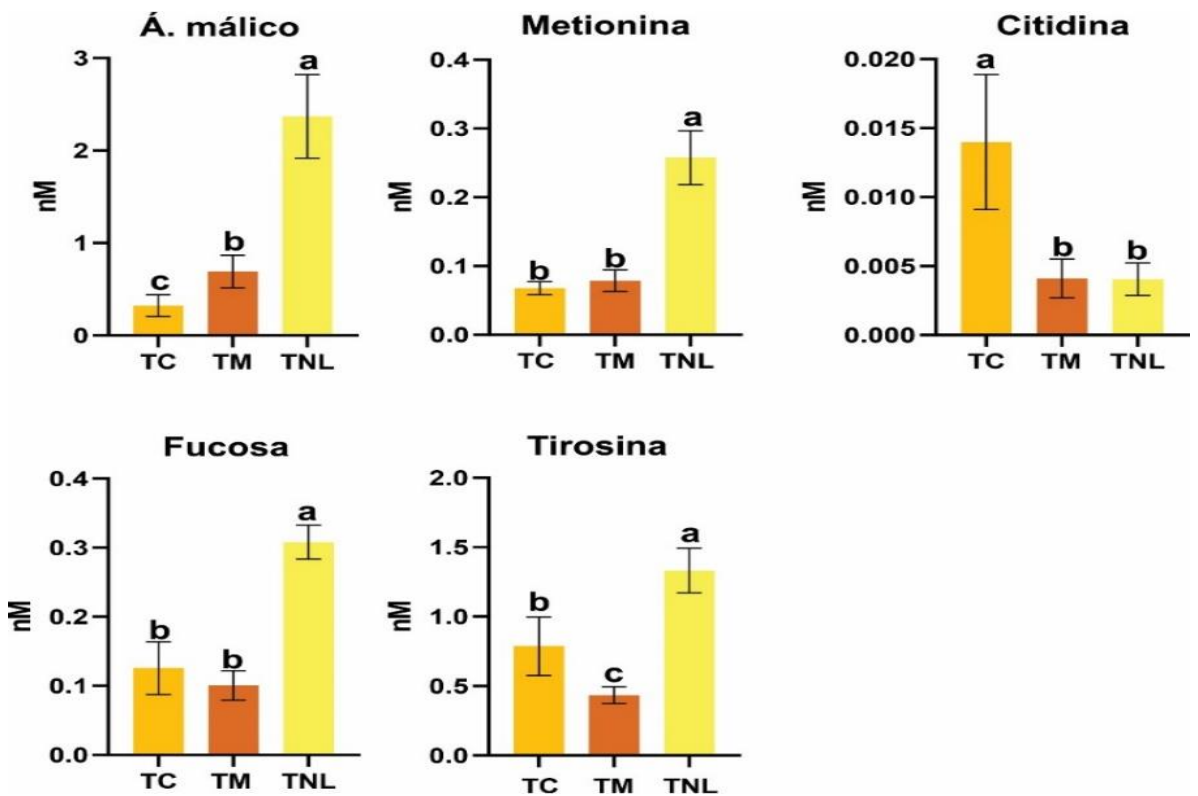 Á. málico
3
2
1
0
nM
c
b
a
TC
TM
TNL
Metionina
0.4
0.3
0.2
0.1
0.0
nM
b
b
a
TC
TM
TNL
Citidina
0.020
0.015
0.010
0.005
0.000
nM
a
b
b
TC
TM
TNL
Fucosa
0.4
0.3
0.2
0.1
0.0
nM
b
b
a
TC
TM
TNL
Tirosina
2.0
1.5
1.0
0.5
0.0
nM
b
c
a
TC
TM
TNL